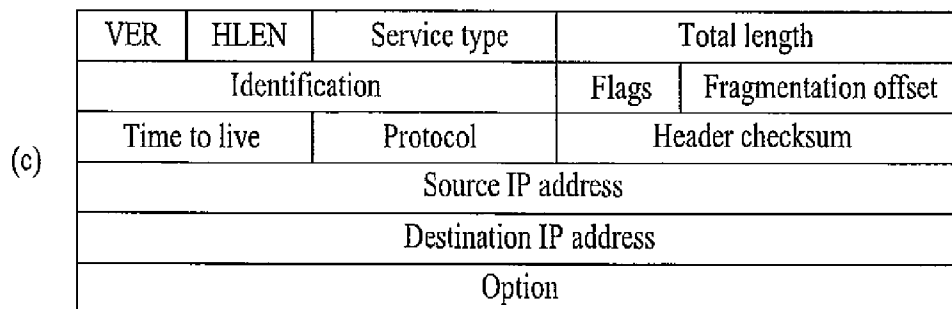 VER HLEN Service type Total length
Identification Flags Fragmentation offset
Time to live Protocol Header checksum
(c)
Source IP address
Destination IP address
Option